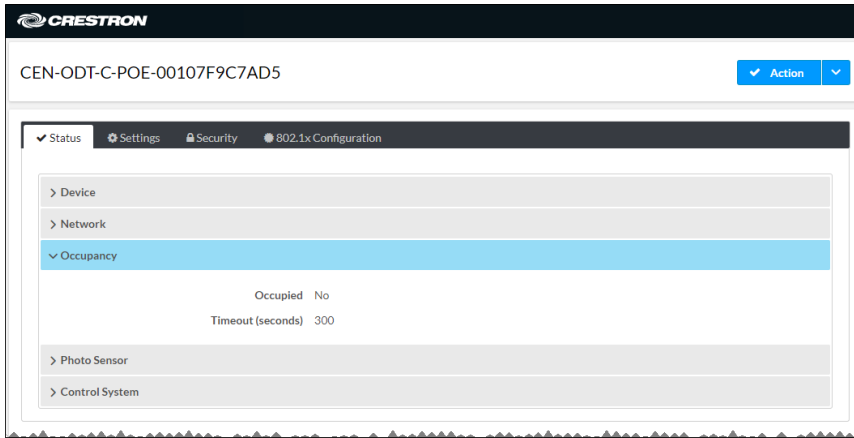 CRESTRON
CEN-ODT-C-POE-00107F9C7AD5
Action
Status Settings Security 802.1x Configuration
Device
Network
Occupancy
Occupied No
Timeout (seconds) 300
Photo Sensor
Control System